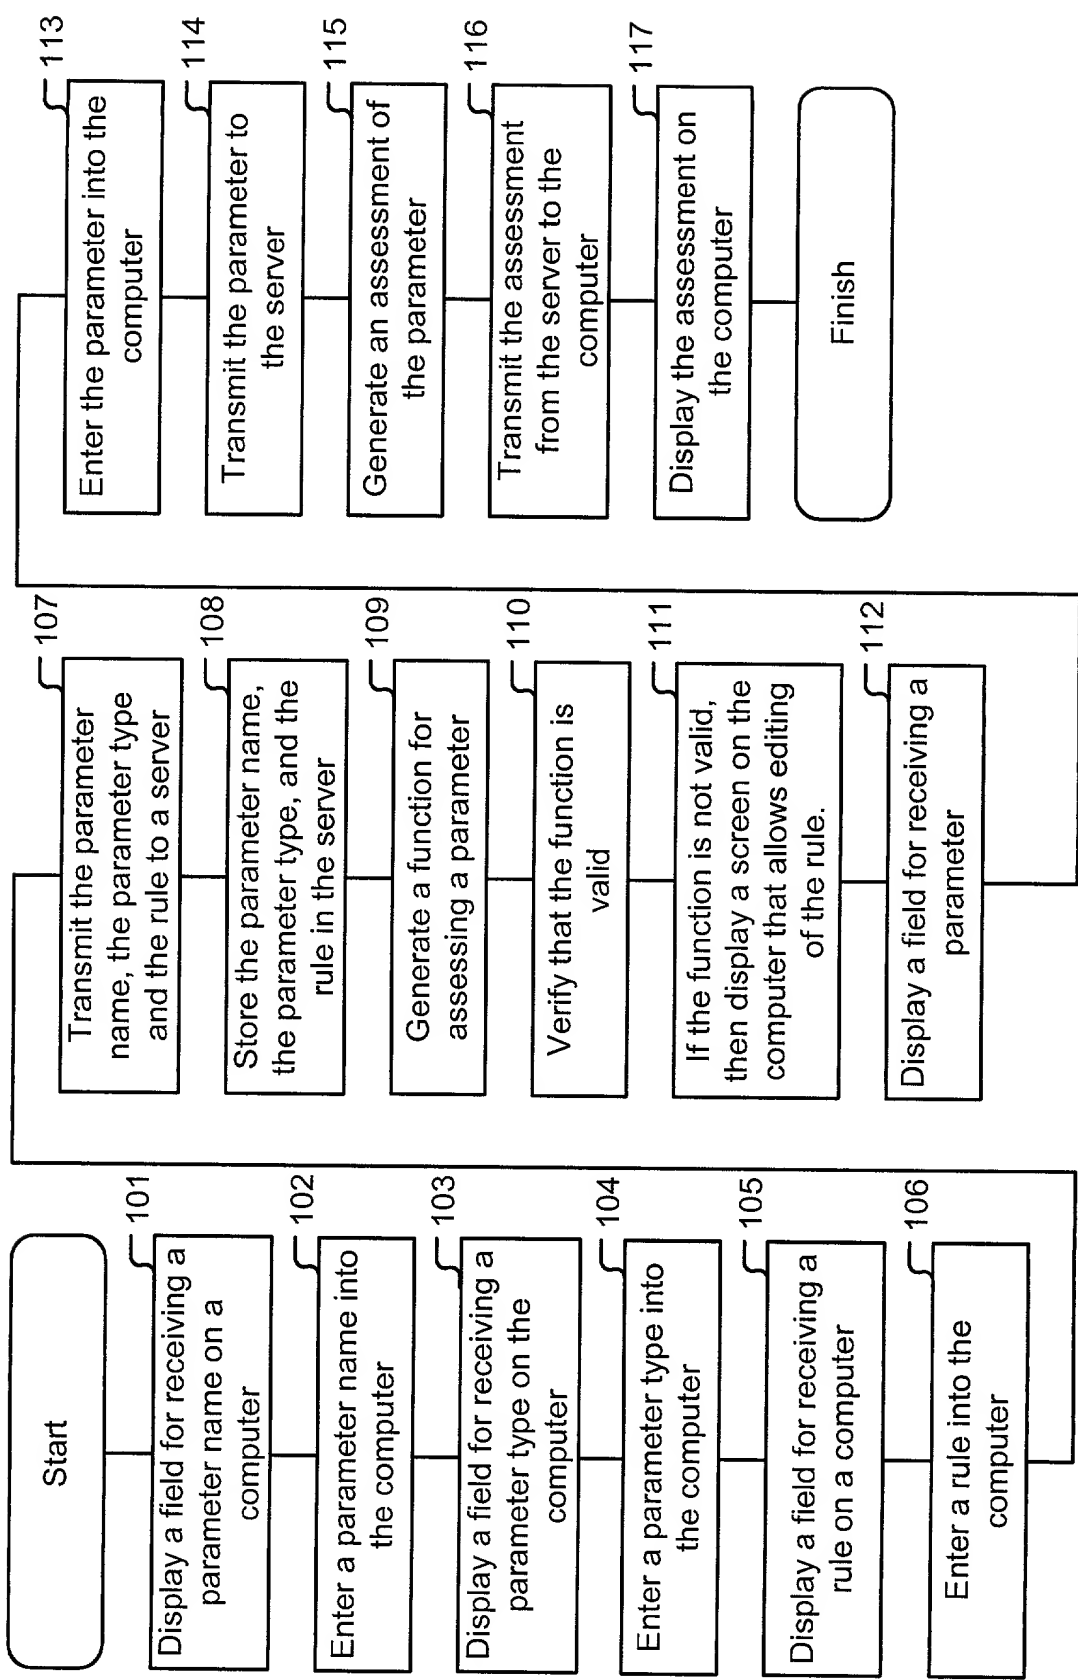 Start
101
Display a field for receiving a
parameter name on a
computer
102
Enter a parameter name into
the computer
103
Display a field for receiving a
parameter type on the
computer
104
Enter a parameter type into
the computer
105
Display a field for receiving a
rule on a computer
106
Enter a rule into the
computer
107
Transmit the parameter
name, the parameter type
and the rule to a server
108
Store the parameter name,
the parameter type, and the
rule in the server
109
Generate a function for
assessing a parameter
110
Verify that the function is
valid
111
If the function is not valid,
then display a screen on the
computer that allows editing
of the rule.
112
Display a field for receiving a
parameter
113
Enter the parameter into the
computer
114
Transmit the parameter to
the server
115
Generate an assessment of
the parameter
116
Transmit the assessment
from the server to the
computer
117
Display the assessment on
the computer
Finish